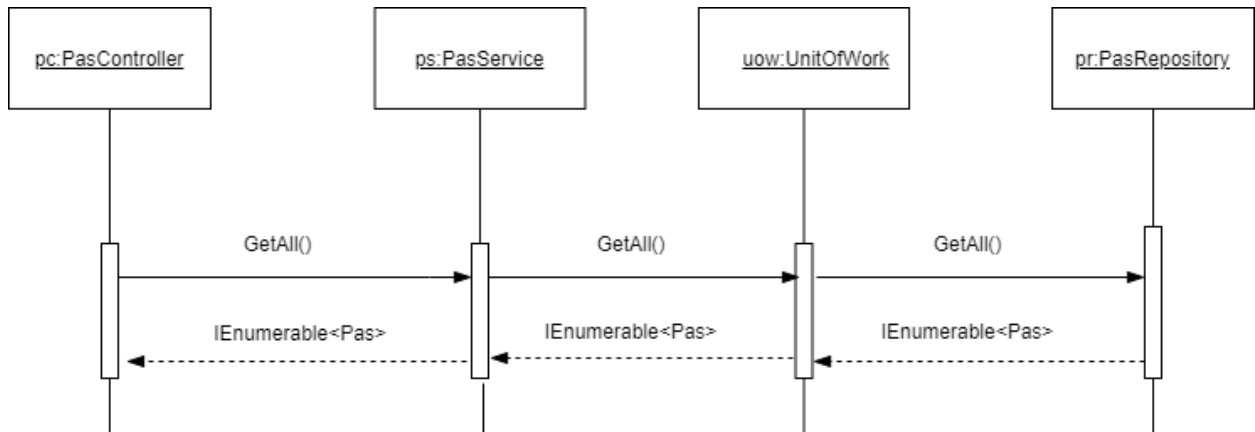 pc:PasController
ps:PasService
uow:UnitOfWork
pr:PasRepository
GetAll()
GetAll()
GetAll()
IEnumerable<Pas>
IEnumerable<Pas>
IEnumerable<Pas>